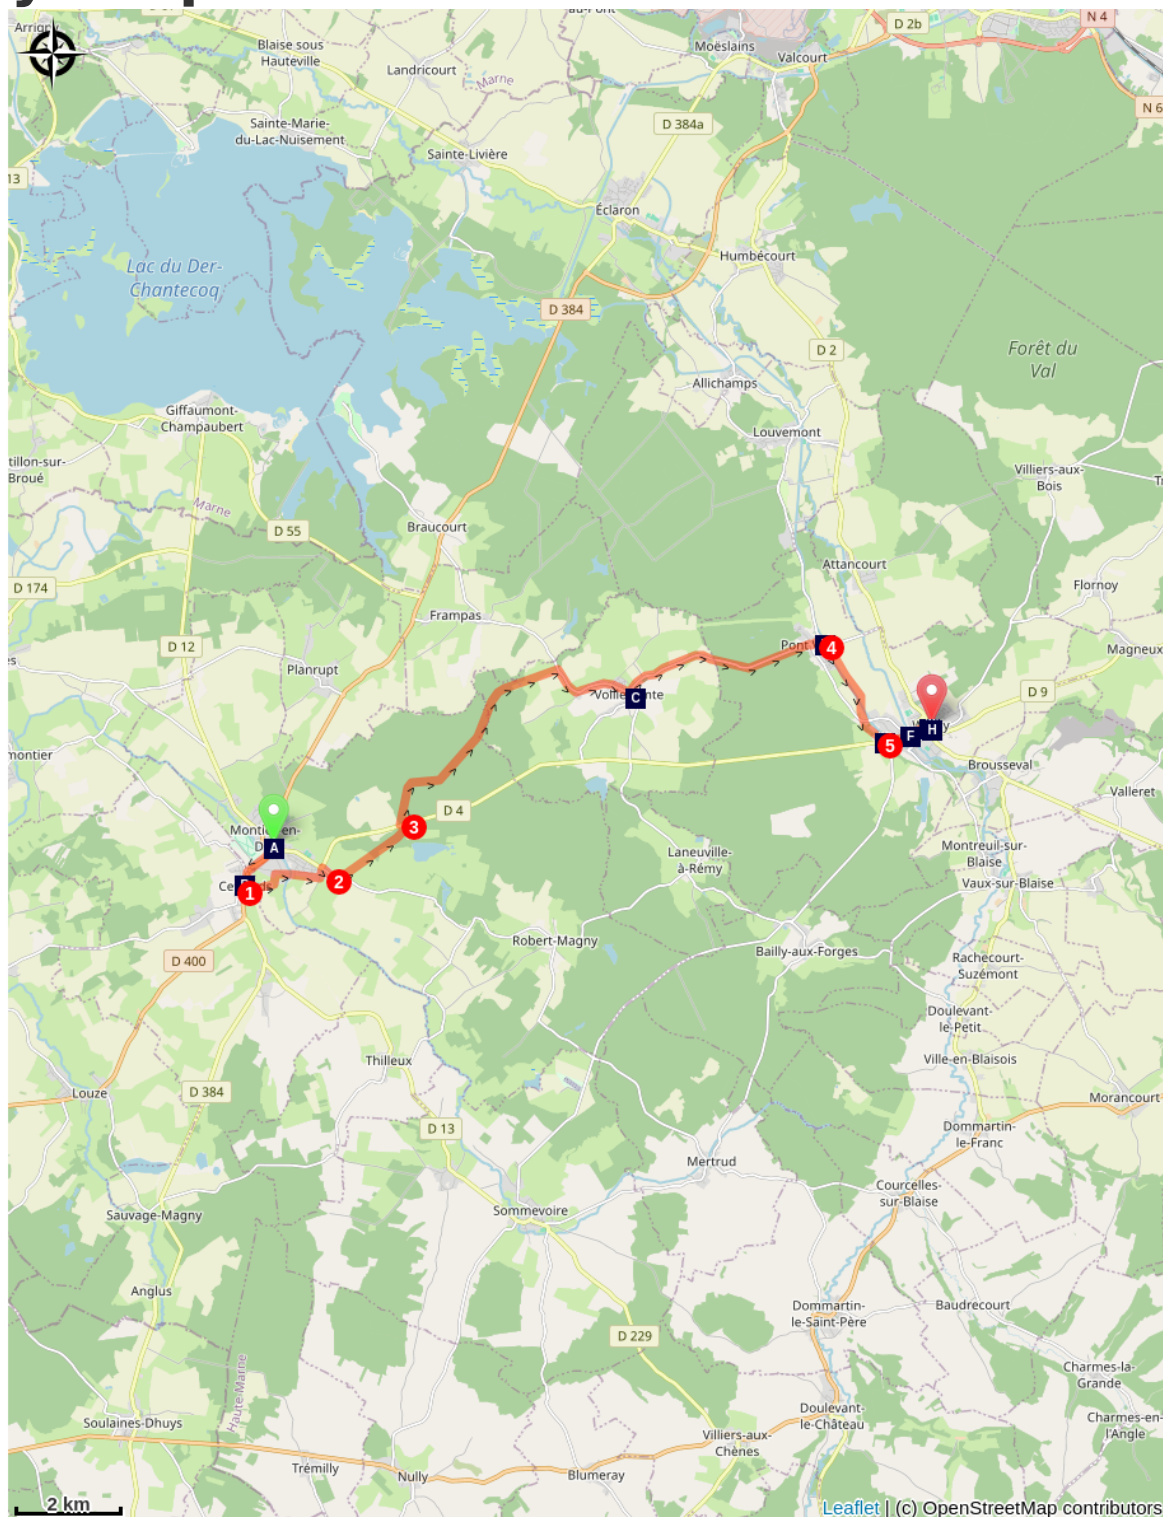 Arrigny
N 4
D 2b
Blaise sous
Hauteville
Moëslains
Valcourt
Landricourt
Marne
N 6
D 384a
Sainte-Marie-
du-Lac-Nuisement
Sainte-Livière
13
Éclaron
Lac du Der-
Chantecoq
Humbécourt
D 384
D 2
Forêt du
Val
Allichamps
Giffaumont-
Champaubert
Louvemont
tillon-sur-
Broué
Villiers-aux-
Bois
Marne
D 55
Braucourt
Attancourt
D 174
Flornoy
Frampas
D 12
Pont
4
Magneux
Planrupt
D 9
C
montier
H
F
5
Brousseval
Valleret
D 4
3
A
Montreuil-sur-
Blaise
Laneuville-
à-Rémy
2
1
Vaux-sur-Blaise
Robert-Magny
Bailly-aux-Forges
D 400
Rachecourt-
Suzémont
Doulevant-
le-Petit
Thilleux
Ville-en-Blaisois
Louze
D 384
Morancourt
D 13
Dommartin-
le-Franc
Mertrud
Courcelles-
sur-Blaise
Sauvage-Magny
Sommevoire
Anglus
Baudrecourt
Dommartin-
le-Saint-Père
D 229
Charmes-la-
Grande
Haute-Marne
Doulevant-
le-Château
Charmes-en-
l'Angle
Soulaines-Dhuys
Villiers-aux-
Chênes
Trémilly
Nully
Blumeray
2 km
Leaflet | (c) OpenStreetMap contributors